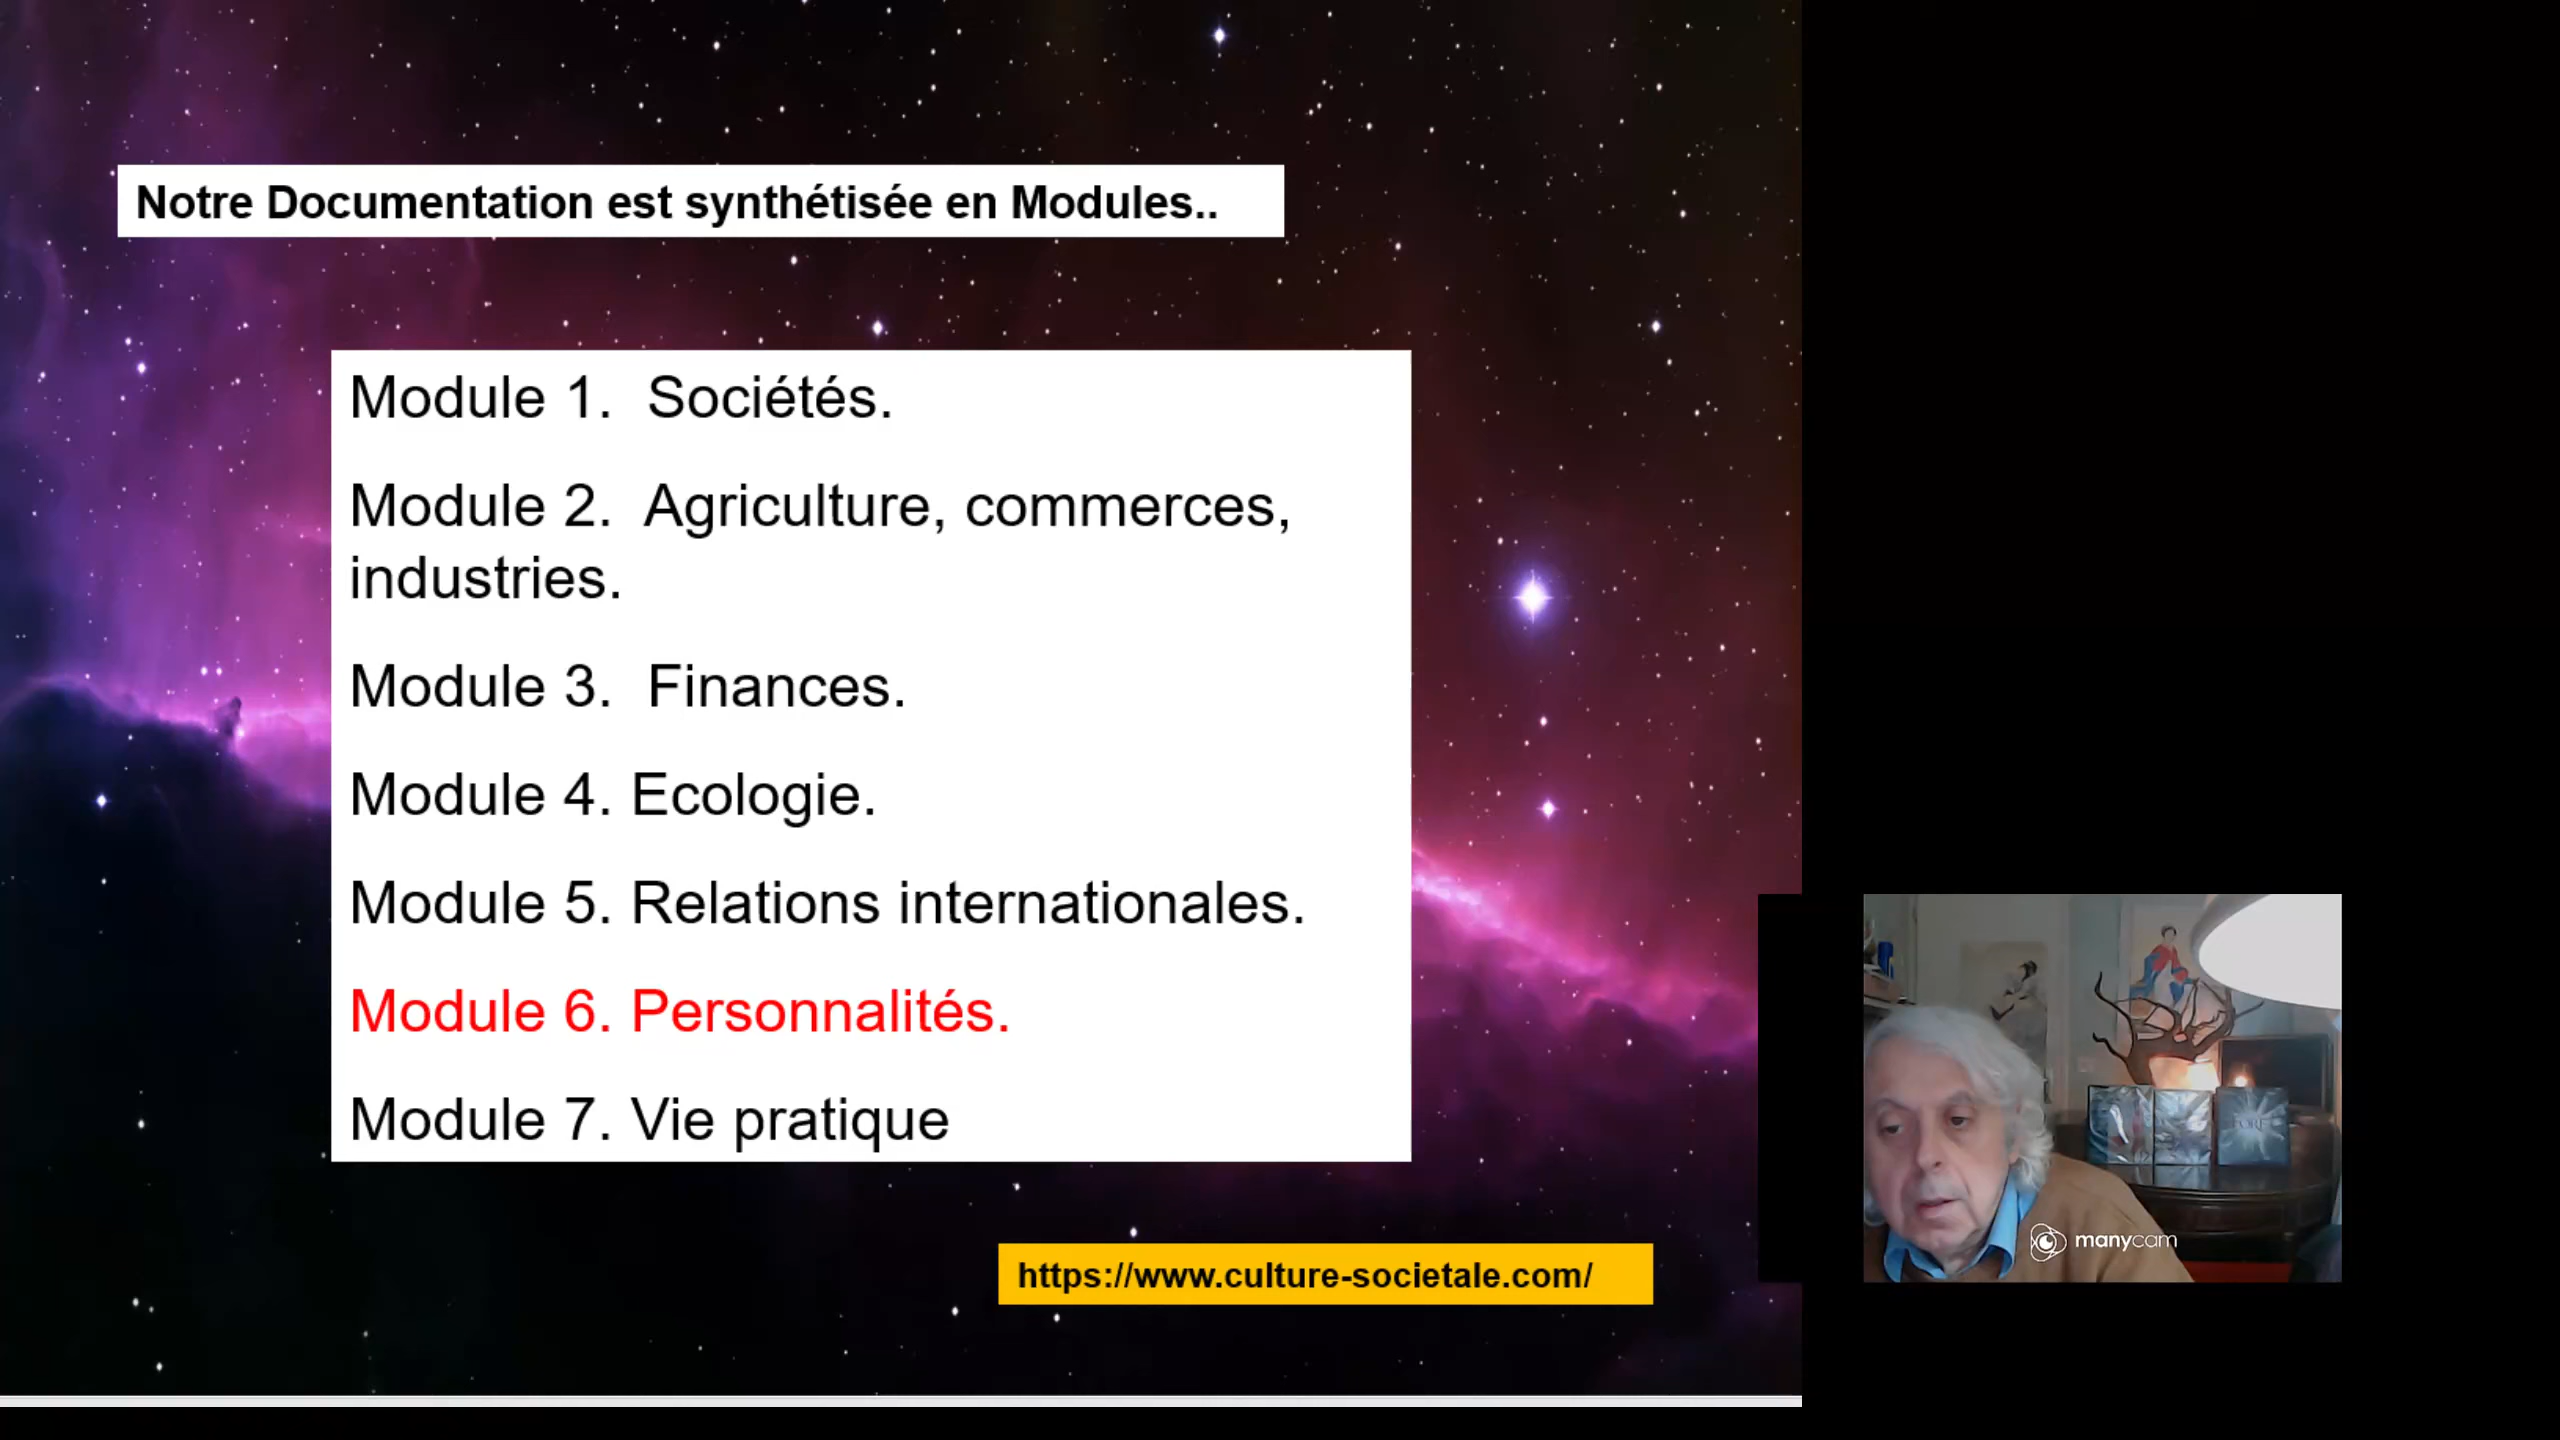 Notre Documentation est synthétisée en Modules..
Module 1.  Sociétés.
Module 2.  Agriculture, commerces,
industries.
Module 3.  Finances.
Module 4. Ecologie.
Module 5. Relations internationales.
Module 6. Personnalités.
Module 7. Vie pratique
https://www.culture-societale.com/
manycam